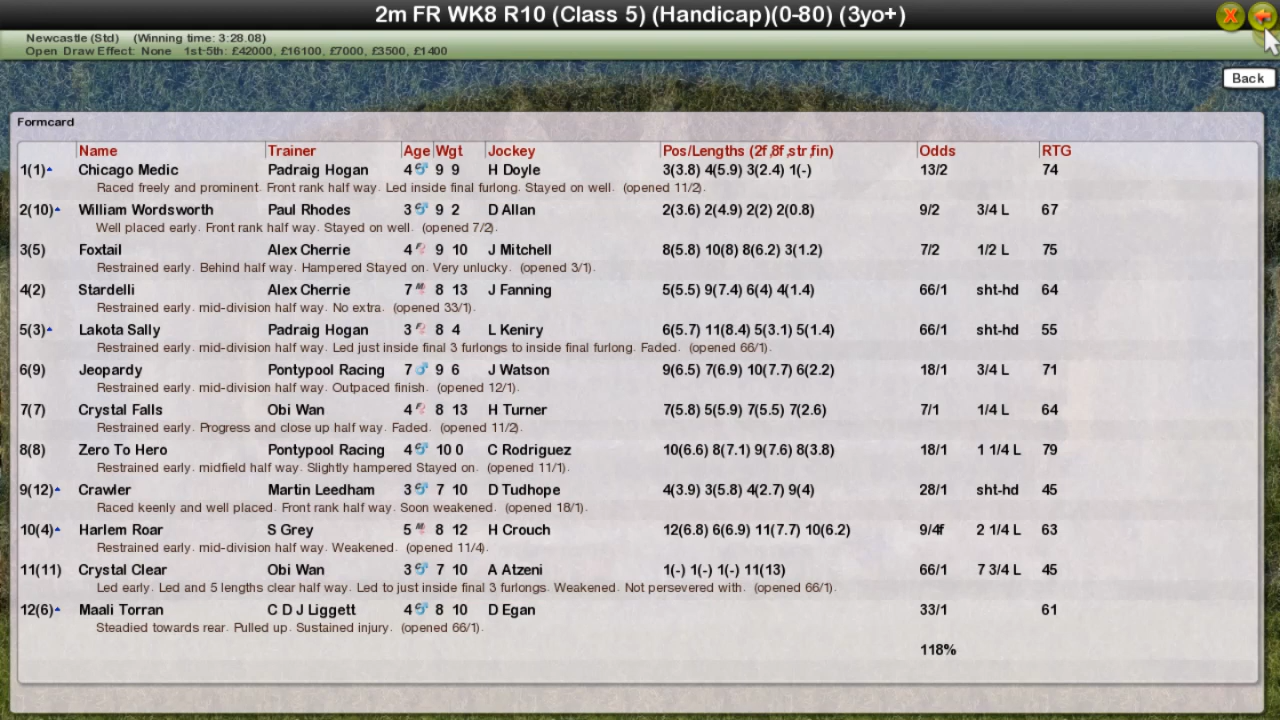 2m FR WK8 R10 (Class 5) (Handicap)(0-80) (3yo+)
Newcastle (Std) (Winning time: 3:28.08)
Open Draw Effect: None 1st-5th: £42000, £16100, £7000, £3500, £1400
Back
Formcard
Name Trainer Age Wgt Jockey Pos/Lengths (2f,8f,str,fin) Odds RTG
1(1) Chicago Medic Padraig Hogan 4 9 9 H Doyle 3(3.8) 4(5.9) 3(2.4) 1(-) 13/2 74
Raced freely and prominent. Front rank half way. Led inside final furlong. Stayed on well. (opened 11/2).
2(10) William Wordsworth Paul Rhodes 3 9 2 D Allan 2(3.6) 2(4.9) 2(2) 2(0.8) 9/2 3/4 L 67
Well placed early. Front rank half way. Stayed on well. (opened 7/2).
3(5) Foxtail Alex Cherrie 4 9 10 J Mitchell 8(5.8) 10(8) 8(6.2) 3(1.2) 7/2 1/2 L 75
Restrained early. Behind half way. Hampered Stayed on. Very unlucky. (opened 3/1).
4(2) Stardelli Alex Cherrie 7 8 13 J Fanning 5(5.5) 9(7.4) 6(4) 4(1.4) 66/1 sht-hd 64
Restrained early. mid-division half way. No extra. (opened 33/1).
5(3) Lakota Sally Padraig Hogan 3 8 4 L Keniry 6(5.7) 11(8.4) 5(3.1) 5(1.4) 66/1 sht-hd 55
Restrained early. mid-division half way. Led just inside final 3 furlongs to inside final furlong. Faded. (opened 66/1).
6(9) Jeopardy Pontypool Racing 7 9 6 J Watson 9(6.5) 7(6.9) 10(7.7) 6(2.2) 18/1 3/4 L 71
Restrained early. mid-division half way. Outpaced finish. (opened 12/1).
7(7) Crystal Falls Obi Wan 4 8 13 H Turner 7(5.8) 5(5.9) 7(5.5) 7(2.6) 7/1 1/4 L 64
Restrained early. Progress and close up half way. Faded. (opened 11/2).
8(8) Zero To Hero Pontypool Racing 4 10 0 C Rodriguez 10(6.6) 8(7.1) 9(7.6) 8(3.8) 18/1 1 1/4 L 79
Restrained early. midfield half way. Slightly hampered Stayed on. (opened 11/1).
9(12) Crawler Martin Leedham 3 7 10 D Tudhope 4(3.9) 3(5.8) 4(2.7) 9(4) 28/1 sht-hd 45
Raced keenly and well placed. Front rank half way. Soon weakened. (opened 18/1).
10(4) Harlem Roar S Grey 5 8 12 H Crouch 12(6.8) 6(6.9) 11(7.7) 10(6.2) 9/4f 2 1/4 L 63
Restrained early. mid-division half way. Weakened. (opened 11/4).
11(11) Crystal Clear Obi Wan 3 7 10 A Atzeni 1(-) 1(-) 1(-) 11(13) 66/1 7 3/4 L 45
Led early. Led and 5 lengths clear half way. Led to just inside final 3 furlongs. Weakened. Not persevered with. (opened 66/1).
12(6) Maali Torran C D J Liggett 4 8 10 D Egan 33/1 61
Steadied towards rear. Pulled up. Sustained injury. (opened 66/1).
118%